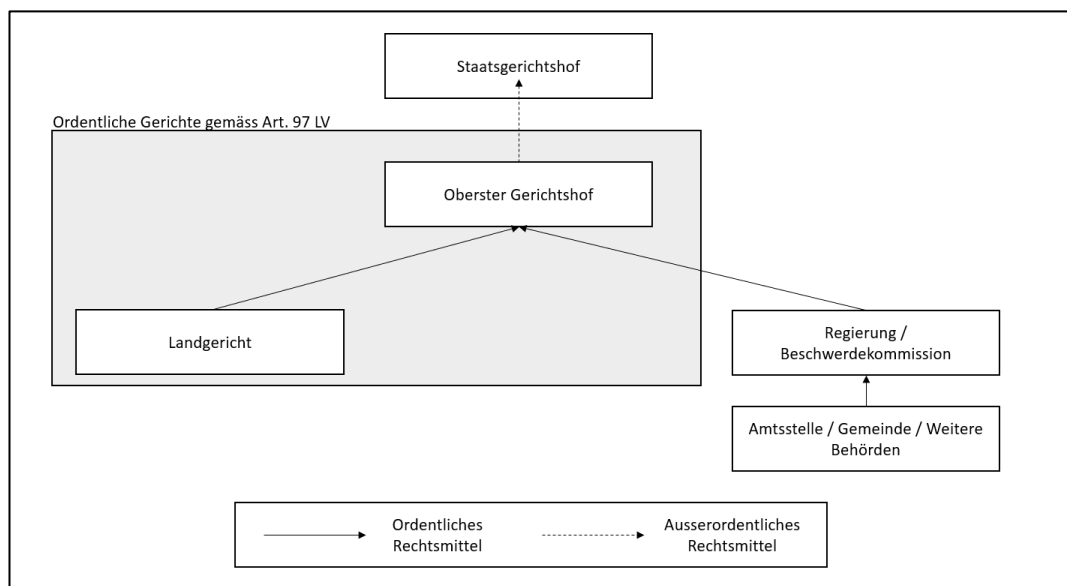 Staatsgerichtshof
Ordentliche Gerichte gemäss Art. 97 LV
Oberster Gerichtshof
Landgericht
Regierung /
Beschwerdekommission
Amtsstelle / Gemeinde / Weitere
Behörden
Ordentliches
Rechtsmittel
Ausserordentliches
Rechtsmittel